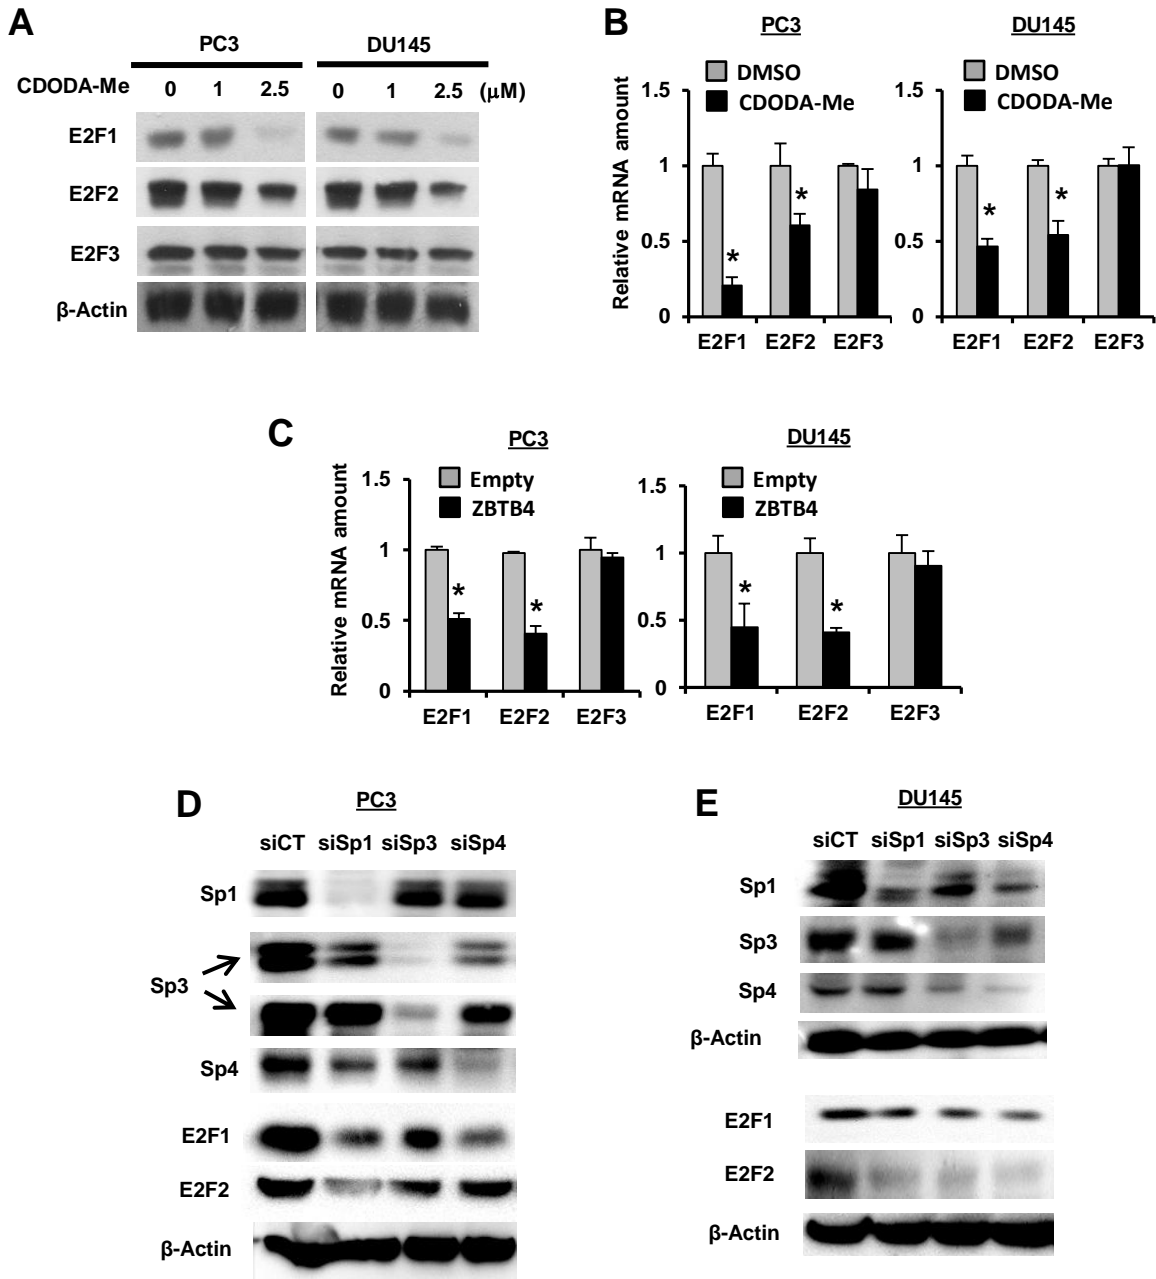 A
PC3 DU145
CDODA-Me 0 1 2.5 0 1 2.5 (μM)
E2F1
E2F2
E2F3
β-Actin
B
PC3 DU145
DMSO
CDODA-Me
DMSO
CDODA-Me
Relative mRNA amount
1.5
1
0.5
0
E2F1 E2F2 E2F3
1.5
1
0.5
0
E2F1 E2F2 E2F3
* * * *
C
PC3 DU145
Empty
ZBTB4
Empty
ZBTB4
Relative mRNA amount
1.5
1
0.5
0
E2F1 E2F2 E2F3
1.5
1
0.5
0
E2F1 E2F2 E2F3
* * * *
D
PC3
siCT siSp1 siSp3 siSp4
Sp1
Sp3
Sp4
E2F1
E2F2
β-Actin
E
DU145
siCT siSp1 siSp3 siSp4
Sp1
Sp3
Sp4
β-Actin
E2F1
E2F2
β-Actin